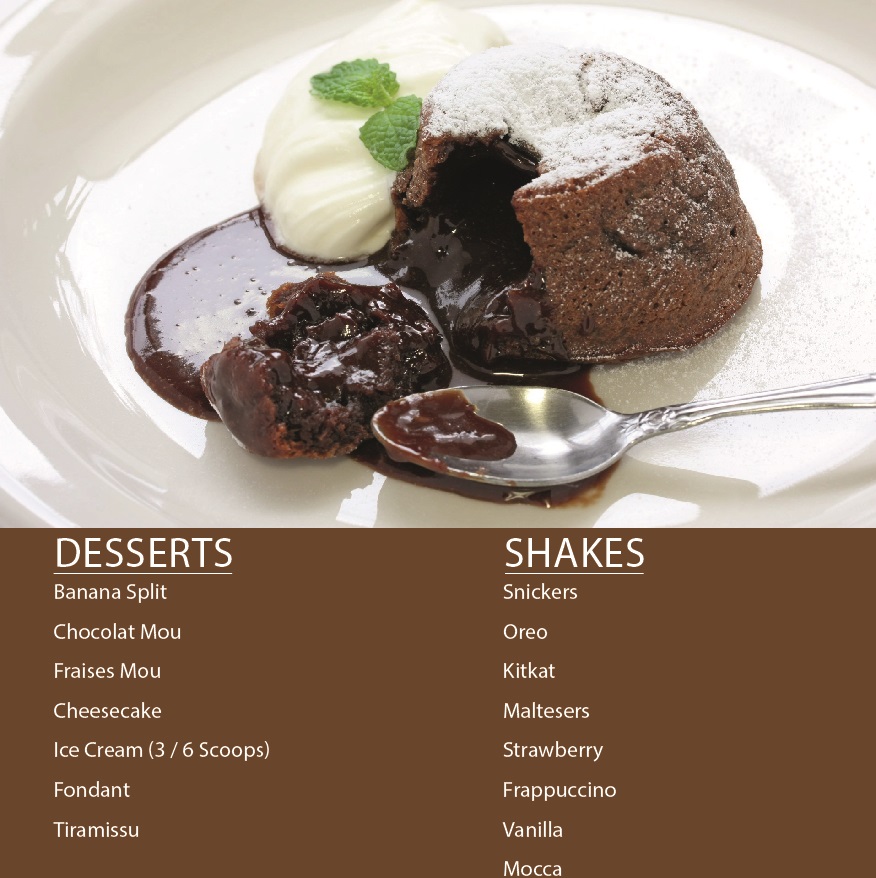 DESSERTS
Banana Split
Chocolat Mou
Fraises Mou
Cheesecake
Ice Cream (3 / 6 Scoops)
Fondant
Tiramissu
SHAKES
Snickers
Oreo
Kitkat
Maltesers
Strawberry
Frappuccino
Vanilla
Mocca